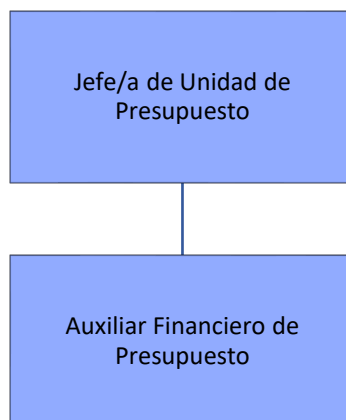 Jefe/a de Unidad de
Presupuesto
Auxiliar Financiero de
Presupuesto